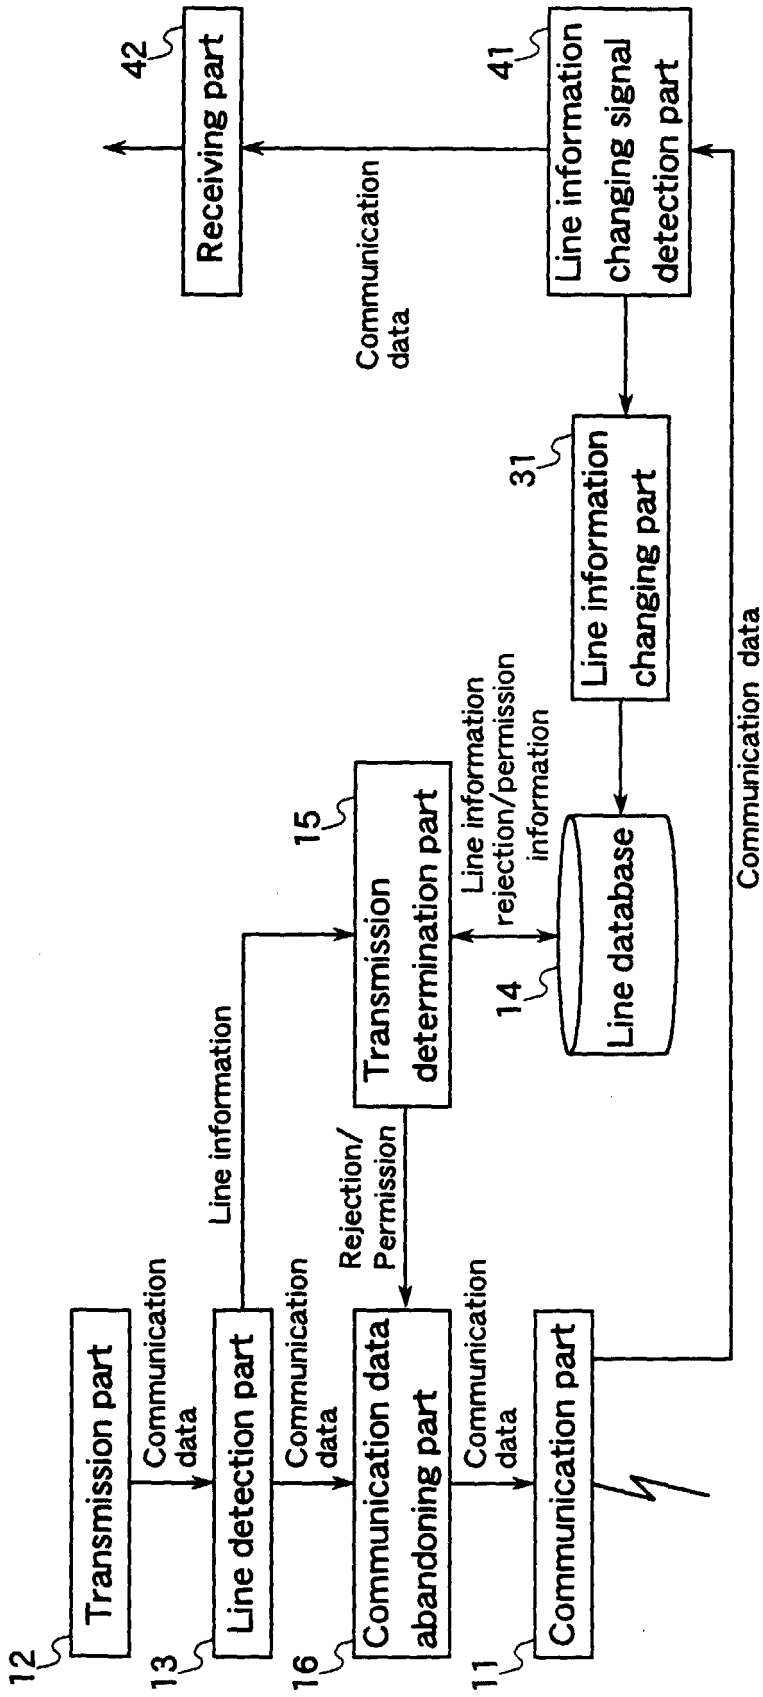 12
Transmission part
Communication
data
13
Line detection part
Line information
Communication
data
16
Communication data
abandoning part
Rejection/
Permission
15
Transmission
determination part
Communication
data
11
Communication part
Line information
rejection/permission
information
14
Line database
31
Line information
changing part
42
Receiving part
Communication
data
41
Line information
changing signal
detection part
Communication data